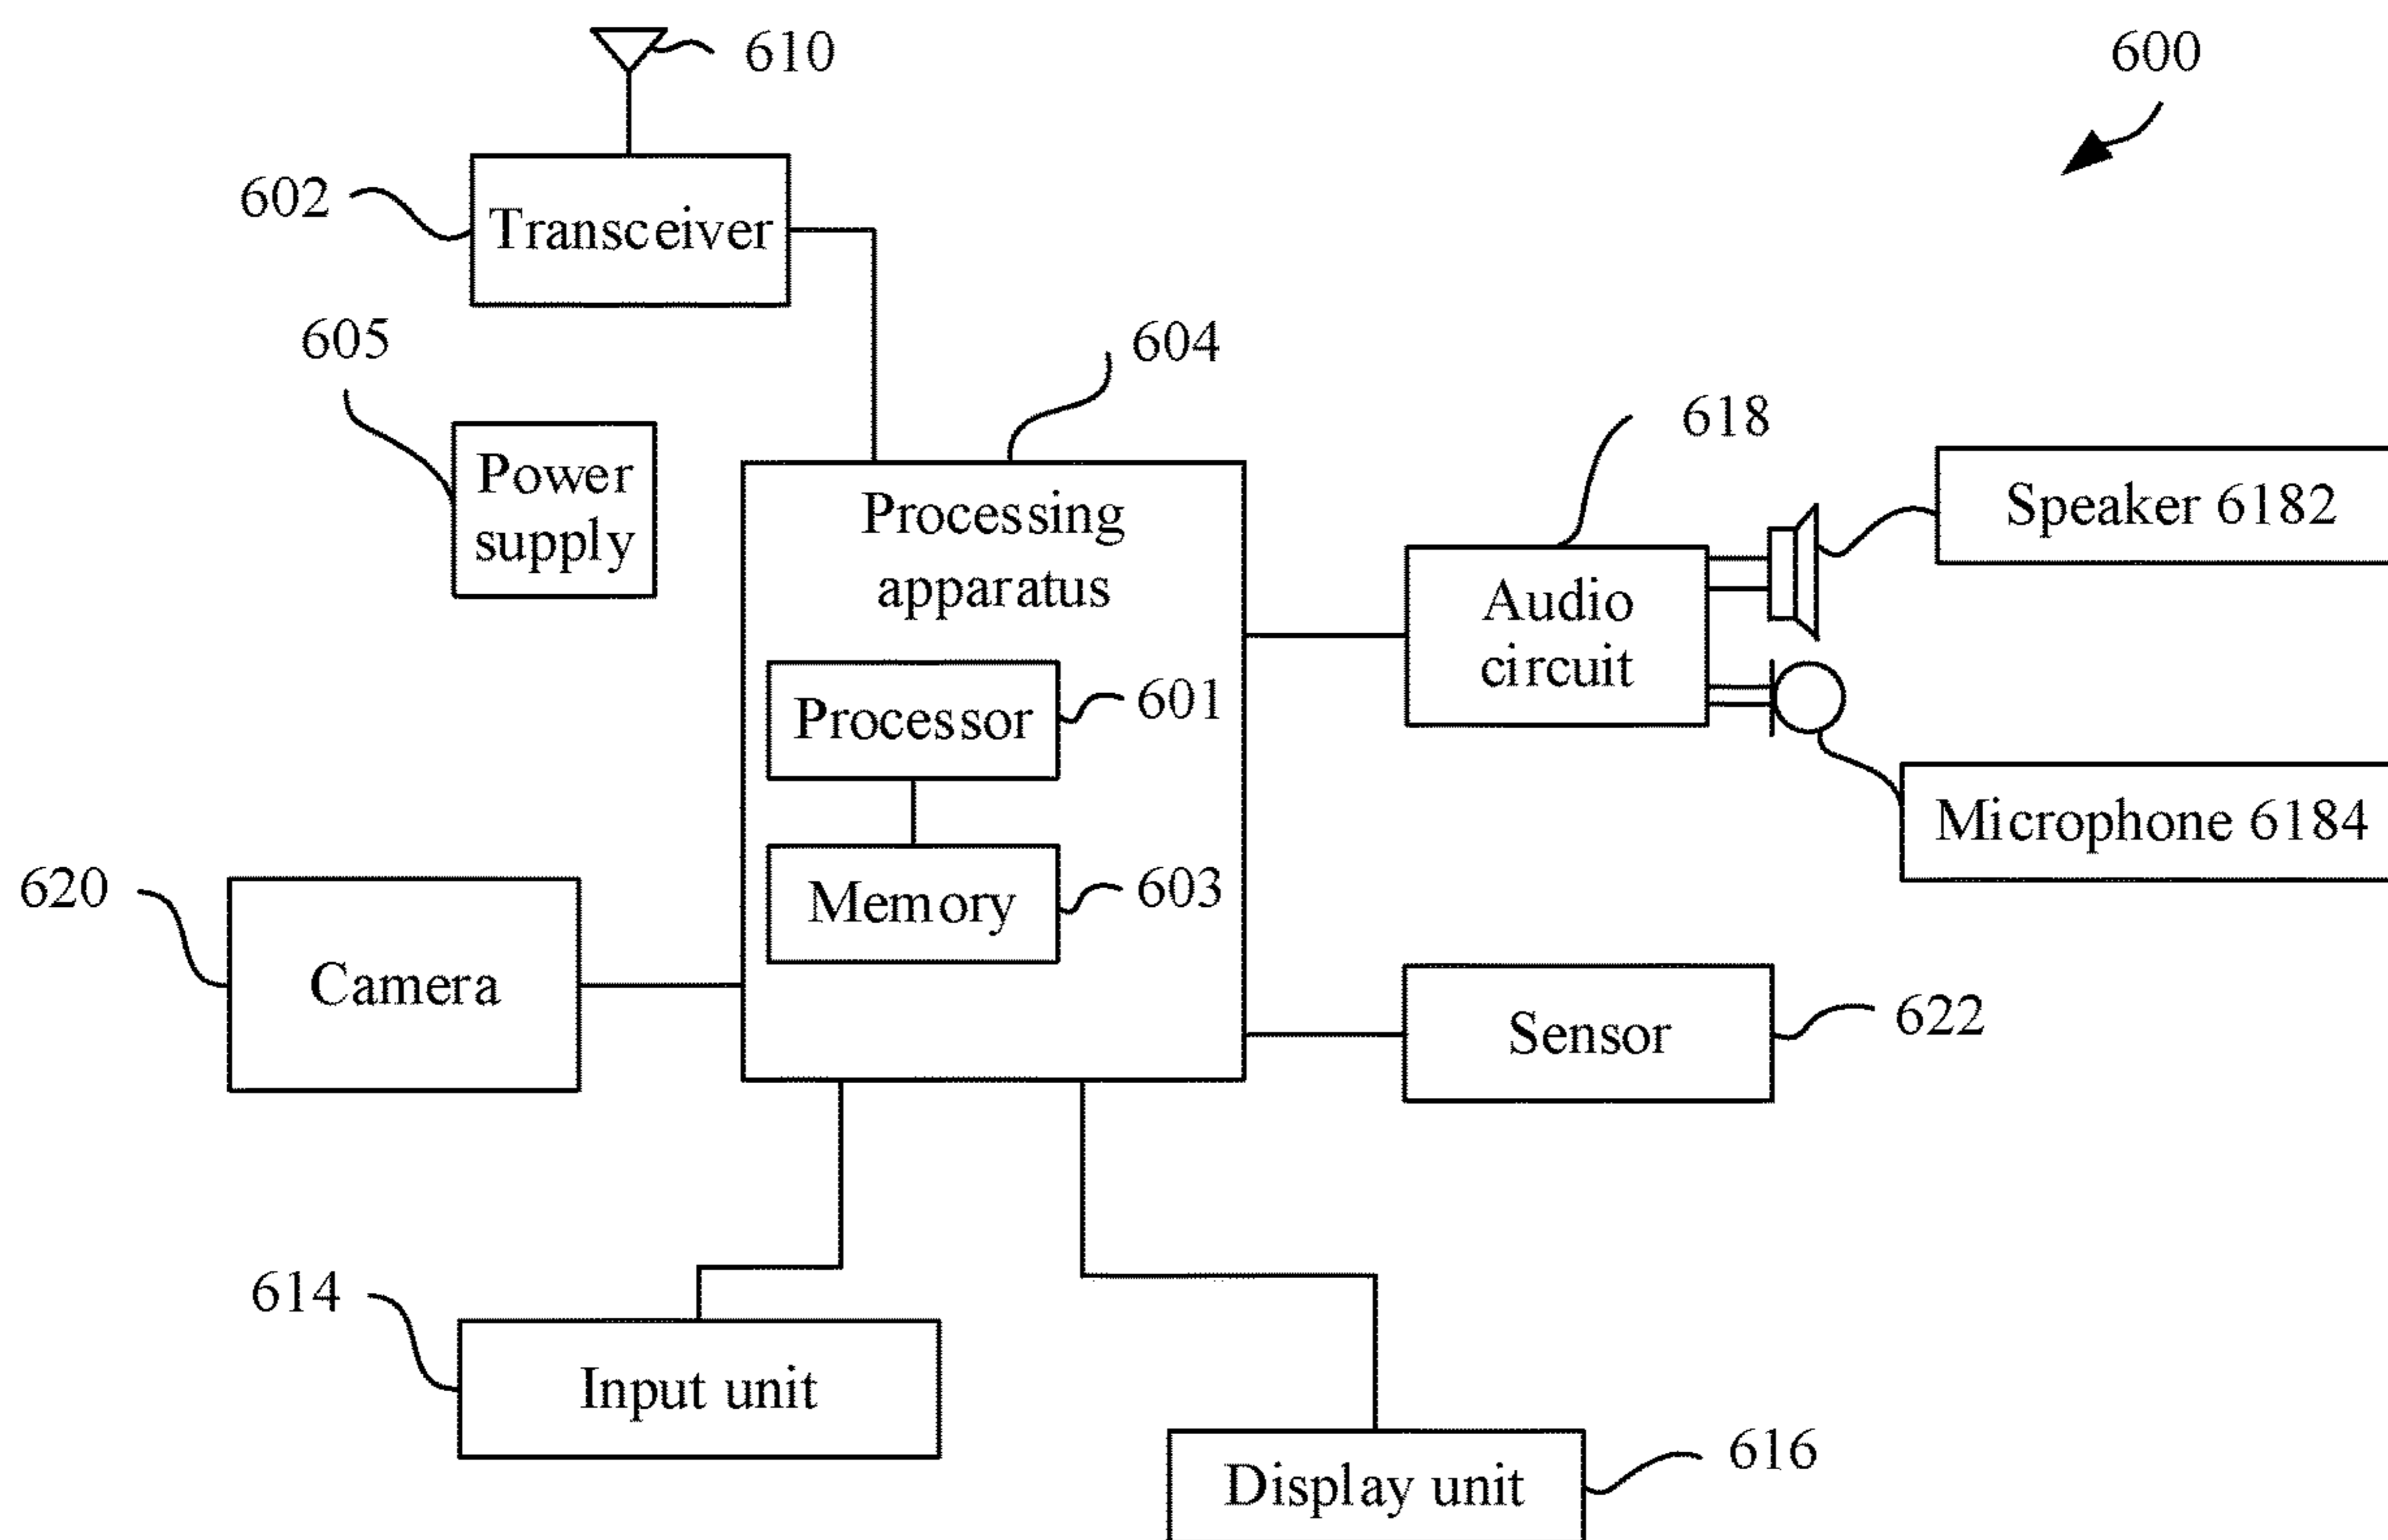 610
600
602
Transceiver
605
604
618
Power
supply
Processing
apparatus
Speaker 6182
Audio
circuit
Processor
601
Microphone 6184
Memory
603
620
Camera
Sensor
622
614
Input unit
616
Display unit